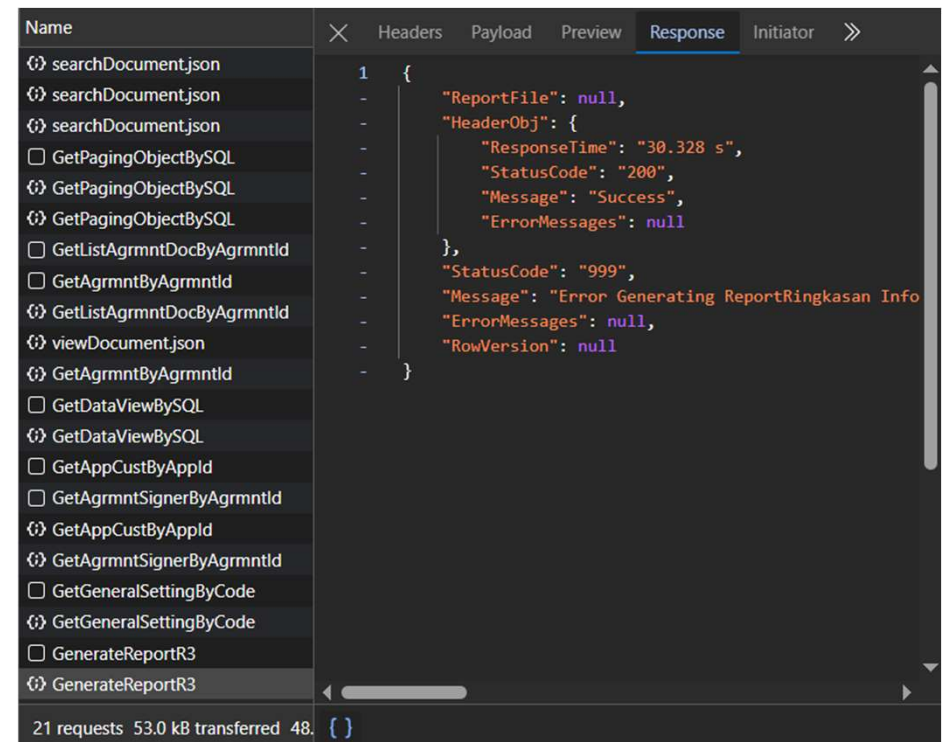 Name
searchDocument.json
searchDocument.json
searchDocument.json
GetPagingObjectBySQL
GetPagingObjectBySQL
GetPagingObjectBySQL
GetListAgrmntDocByAgrmntId
GetAgrmntByAgrmntId
GetListAgrmntDocByAgrmntId
viewDocument.json
GetAgrmntByAgrmntId
GetDataViewBySQL
GetDataViewBySQL
GetAppCustByAppId
GetAgrmntSignerByAgrmntId
GetAppCustByAppId
GetAgrmntSignerByAgrmntId
GetGeneralSettingByCode
GetGeneralSettingByCode
GenerateReportR3
GenerateReportR3
21 requests 53.0 kB transferred 48.
Headers Payload Preview Response Initiator
1 {
- "ReportFile": null,
- "HeaderObj": {
- "ResponseTime": "30.328 s",
- "StatusCode": "200",
- "Message": "Success",
- "ErrorMessages": null
- },
- "StatusCode": "999",
- "Message": "Error Generating ReportRingkasan Info
- "ErrorMessages": null,
- "RowVersion": null
- }
{ }